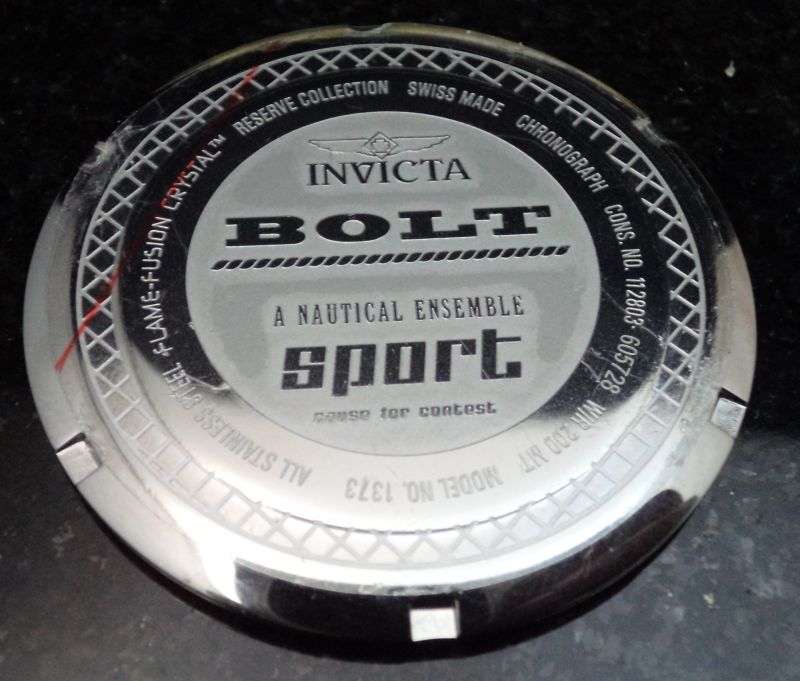 INVICTA
BOLT
A NAUTICAL ENSEMBLE
sport
cause for contest
ALL STAINLESS STEEL FLAME-FUSION CRYSTAL™ RESERVE COLLECTION SWISS MADE CHRONOGRAPH CONS. NO. 112803-605728 WR 200 MT MODEL NO. 1373